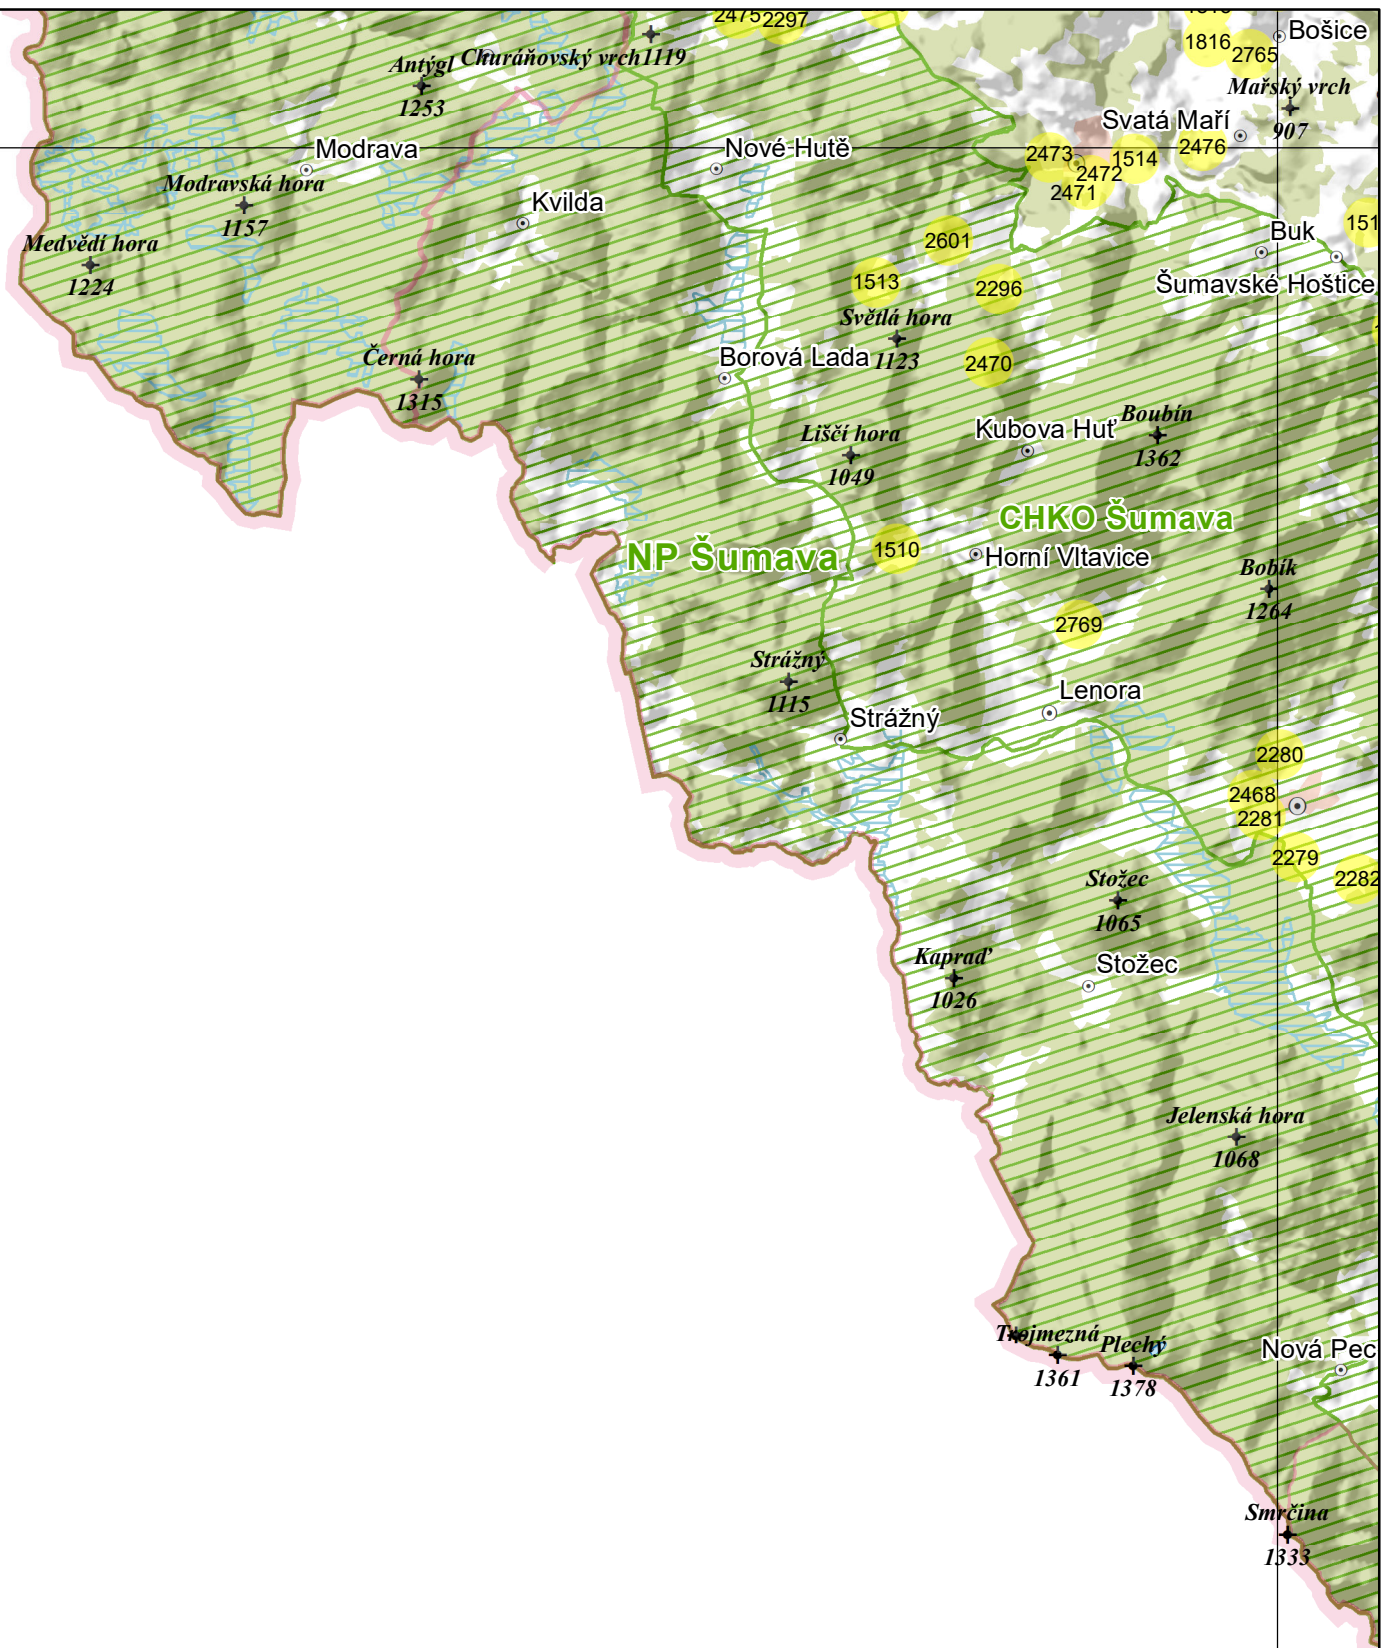 2475
2297
1816
2765
Bošice
Churáňovský vrch
1119
Antýgl
1253
Mařský vrch
907
Svatá Maří
2476
2473
1514
2472
2471
Modrava
Nové Hutě
Modravská hora
1157
Kvilda
Medvědí hora
1224
2601
Buk
1513
2296
Šumavské Hoštice
Světlá hora
1123
2470
Borová Lada
Černá hora
1315
Boubín
1362
Kubova Huť
Liščí hora
1049
CHKO Šumava
NP Šumava
1510
Horní Vltavice
Bobík
1264
2769
Strážný
1115
Lenora
Strážný
2280
2468
2281
2279
2282
Stožec
1065
Kapraď
1026
Stožec
Jelenská hora
1068
Trojmezná
1361
Plechý
1378
Nová Pec
Smrčina
1333